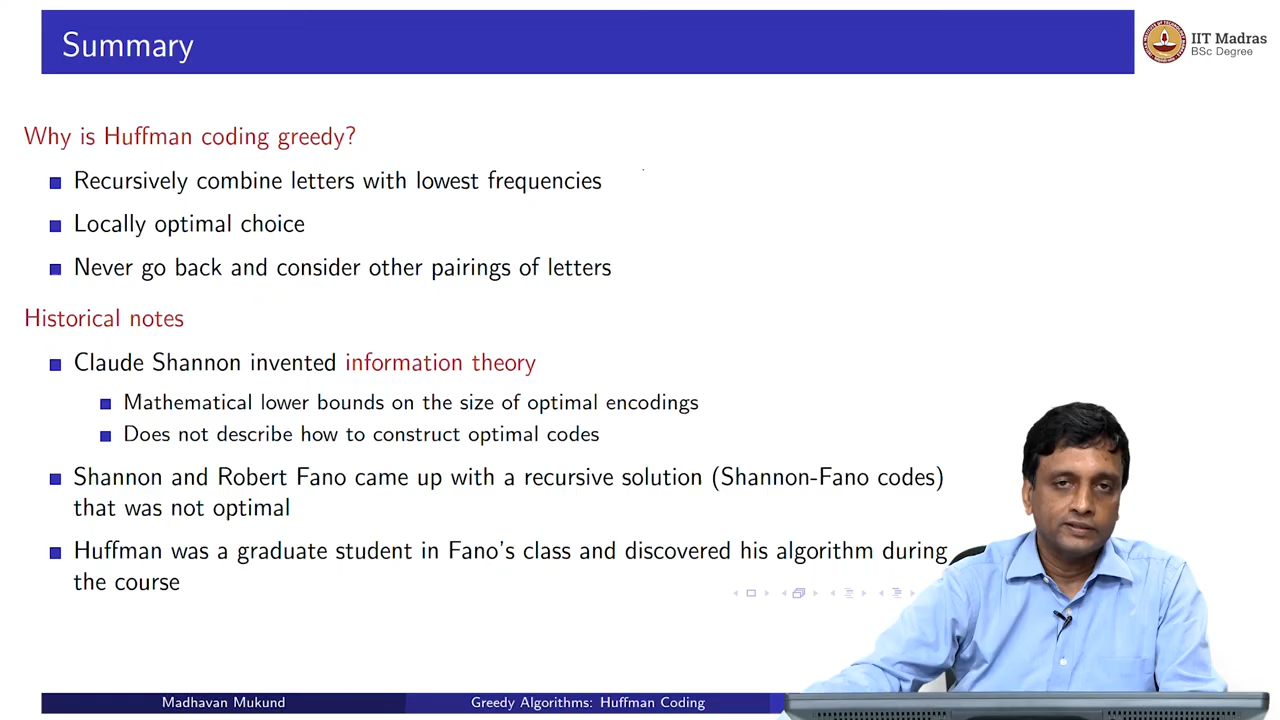 Summary
IIT Madras
BSc Degree
Why is Huffman coding greedy?
Recursively combine letters with lowest frequencies
Locally optimal choice
Never go back and consider other pairings of letters
Historical notes
Claude Shannon invented information theory
Mathematical lower bounds on the size of optimal encodings
Does not describe how to construct optimal codes
Shannon and Robert Fano came up with a recursive solution (Shannon-Fano codes)
that was not optimal
Huffman was a graduate student in Fano's class and discovered his algorithm during
the course
Madhavan Mukund
Greedy Algorithms: Huffman Coding